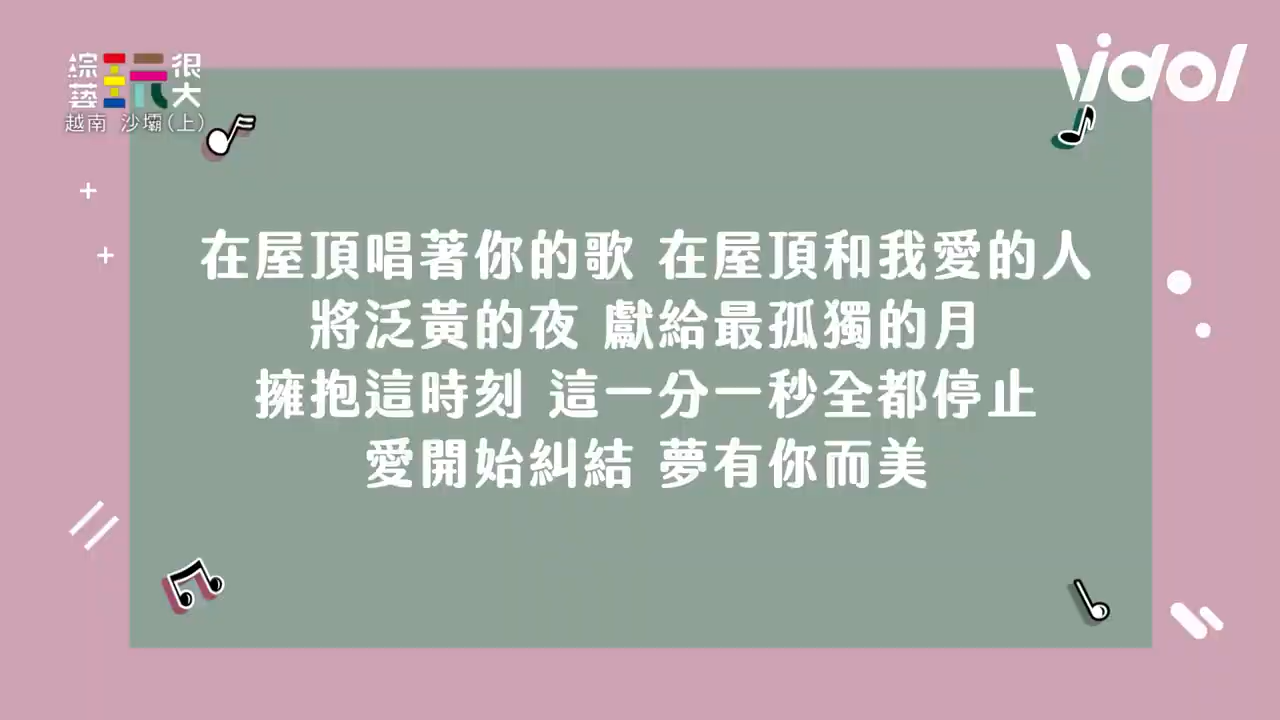 綜藝玩很大
越南 沙壩(上)
Vidol
在屋頂唱著你的歌 在屋頂和我愛的人
將泛黃的夜 獻給最孤獨的月
擁抱這時刻 這一分一秒全都停止
愛開始糾結 夢有你而美